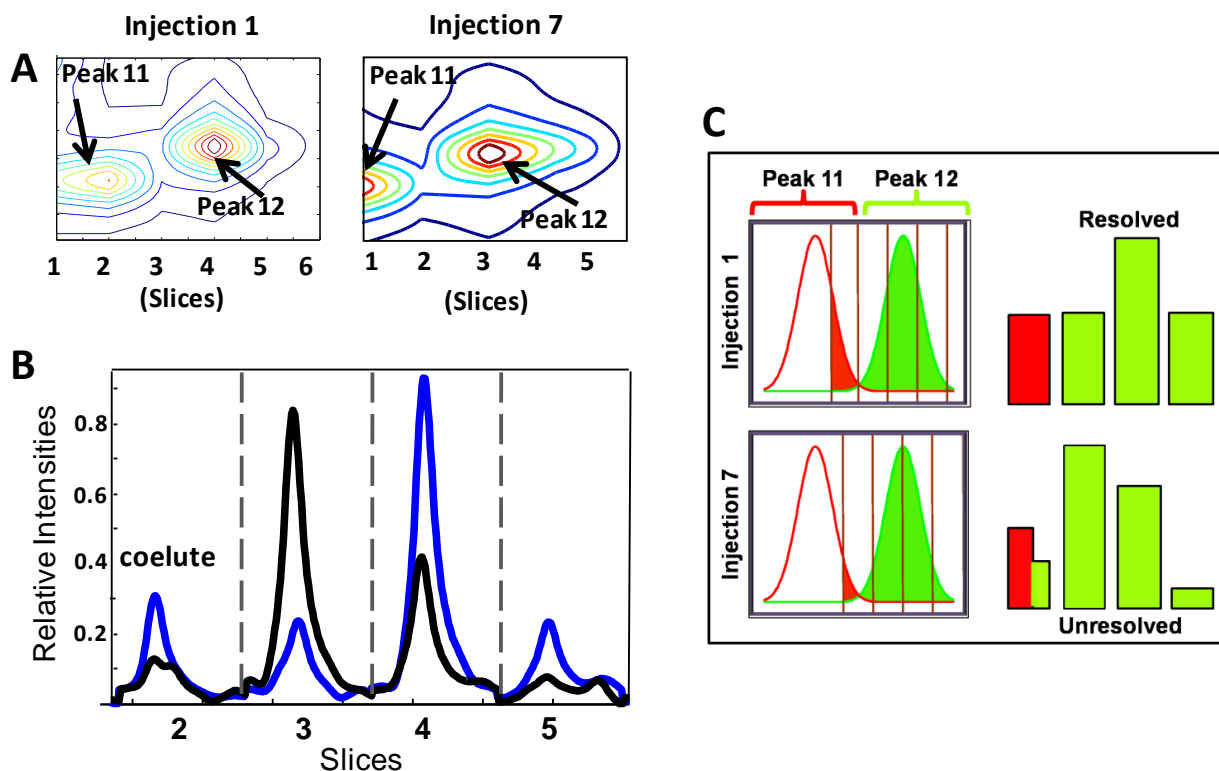 Injection 1
Injection 7
A
Peak 11
Peak 12
1 2 3 4 5 6
(Slices)
Peak 11
Peak 12
1 2 3 4 5
(Slices)
B
Relative Intensities
0.8
0.6
0.4
0.2
coelute
2 3 4 5
Slices
C
Peak 11 Peak 12
Injection 1
Resolved
Injection 7
Unresolved